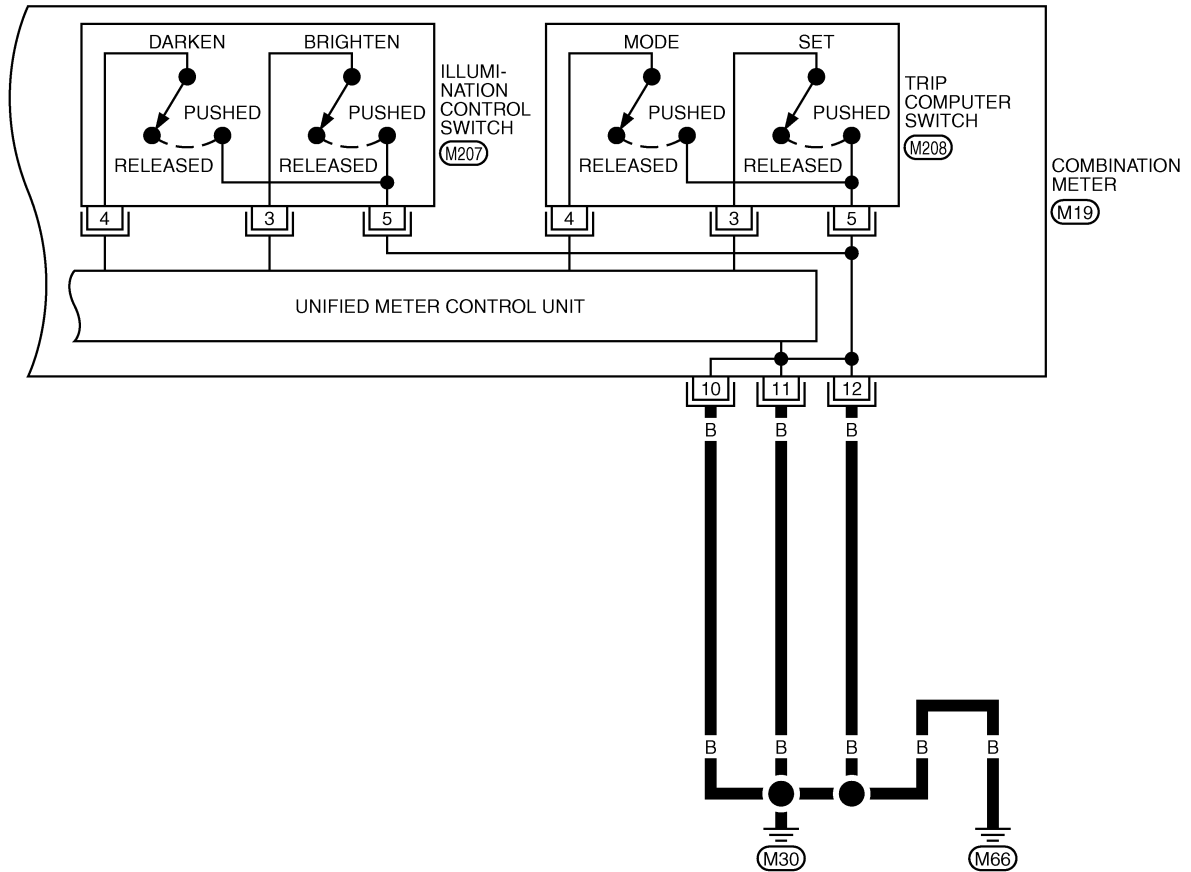 DARKEN
BRIGHTEN
PUSHED
PUSHED
RELEASED
RELEASED
ILLUMI-
NATION
CONTROL
SWITCH
M207
MODE
SET
PUSHED
PUSHED
RELEASED
RELEASED
TRIP
COMPUTER
SWITCH
M208
COMBINATION
METER
M19
4
3
5
4
3
5
UNIFIED METER CONTROL UNIT
10
11
12
B
B
B
B
B
B
B
B
M30
M66